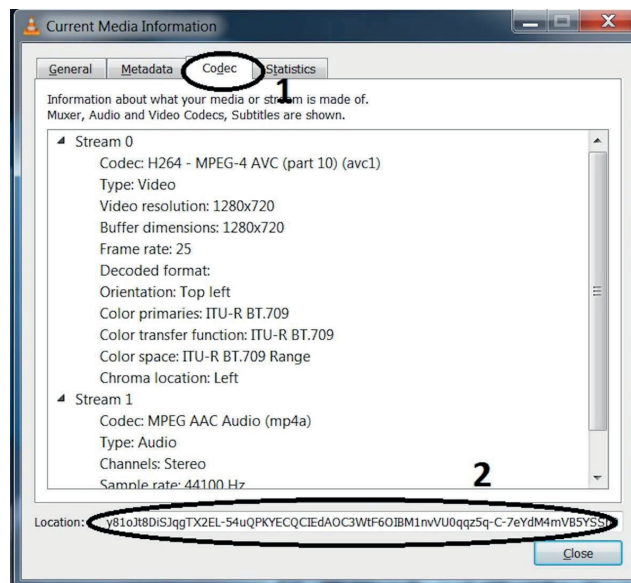 Current Media Information
General Metadata Codec Statistics
1
Information about what your media or stream is made of.
Muxer, Audio and Video Codecs, Subtitles are shown.
Stream 0
Codec: H264 - MPEG-4 AVC (part 10) (avc1)
Type: Video
Video resolution: 1280x720
Buffer dimensions: 1280x720
Frame rate: 25
Decoded format:
Orientation: Top left
Color primaries: ITU-R BT.709
Color transfer function: ITU-R BT.709
Color space: ITU-R BT.709 Range
Chroma location: Left
Stream 1
Codec: MPEG AAC Audio (mp4a)
Type: Audio
Channels: Stereo
Sample rate: 44100 Hz
2
Location:
Close